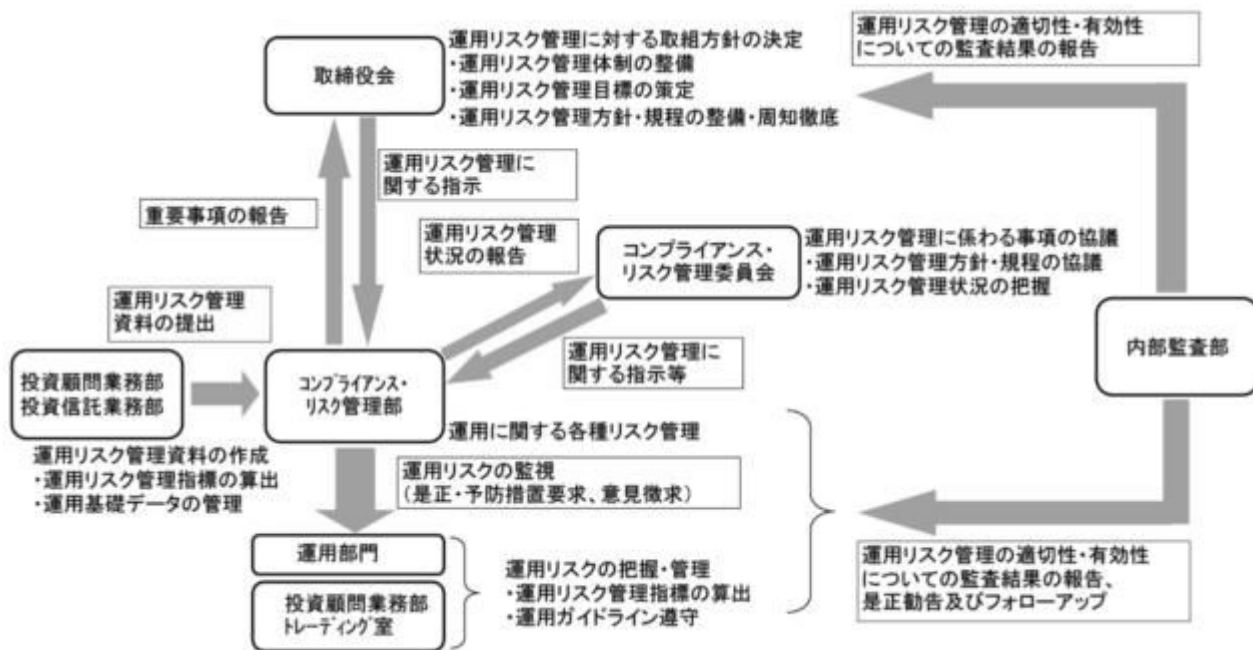 運用リスク管理に対する取組方針の決定
・運用リスク管理体制の整備
・運用リスク管理目標の策定
・運用リスク管理方針・規程の整備・周知徹底
取締役会
運用リスク管理の適切性・有効性
についての監査結果の報告
運用リスク管理に
関する指示
重要事項の報告
運用リスク管理
状況の報告
コンプライアンス・
リスク管理委員会
運用リスク管理に係わる事項の協議
・運用リスク管理方針・規程の協議
・運用リスク管理状況の把握
運用リスク管理
資料の提出
運用リスク管理に
関する指示等
内部監査部
投資顧問業務部
投資信託業務部
コンプライアンス・
リスク管理部
運用に関する各種リスク管理
運用リスク管理資料の作成
・運用リスク管理指標の算出
・運用基礎データの管理
運用リスクの監視
（是正・予防措置要求、意見徴求）
運用部門
投資顧問業務部
トレーディング室
運用リスクの把握・管理
・運用リスク管理指標の算出
・運用ガイドライン遵守
運用リスク管理の適切性・有効性
についての監査結果の報告、
是正勧告及びフォローアップ